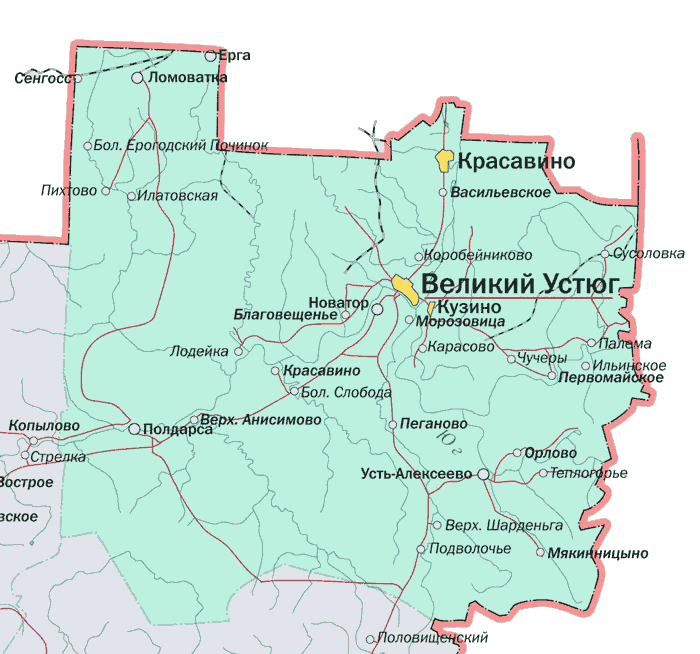 Ерга
Сенгосс
Ломоватка
Бол. Ерогодский Починок
Красавино
Пихтово
Илатовская
Васильевское
Коробейниково
Сусоловка
Великий Устюг
Новатор
Кузино
Благовещенье
Морозовица
Лодейка
Карасово
Палема
Чучеры
Ильинское
Красавино
Первомайское
Бол. Слобода
Копылово
Полдарса
Верх. Анисимово
Пеганово
Юг
Стрелка
Орлово
Усть-Алексеево
Теплогорье
Вострое
вское
Верх. Шарденьга
Подволочье
Мякинницыно
Половищенский